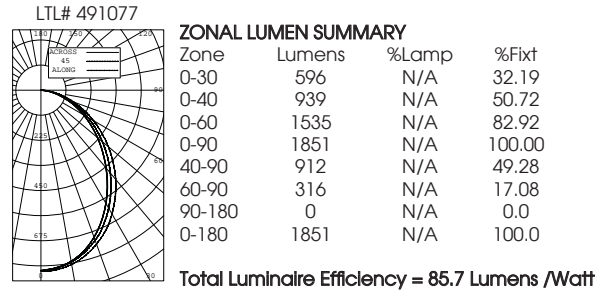 LTL# 491077
180 150 120
ACROSS
45
ALONG
90
225
60
450
675
0 30
ZONAL LUMEN SUMMARY
Zone Lumens %Lamp %Fixt
0-30 596 N/A 32.19
0-40 939 N/A 50.72
0-60 1535 N/A 82.92
0-90 1851 N/A 100.00
40-90 912 N/A 49.28
60-90 316 N/A 17.08
90-180 0 N/A 0.0
0-180 1851 N/A 100.0
Total Luminaire Efficiency = 85.7 Lumens /Watt